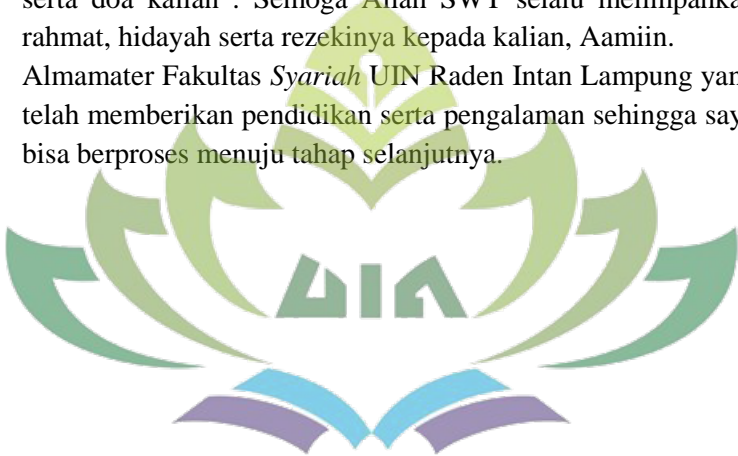 serta doa kalian . Semoga Allah SWT selalu melimpahka
rahmat, hidayah serta rezekinya kepada kalian, Aamiin.
Almamater Fakultas Syariah UIN Raden Intan Lampung yan
telah memberikan pendidikan serta pengalaman sehingga say
bisa berproses menuju tahap selanjutnya.
UIN